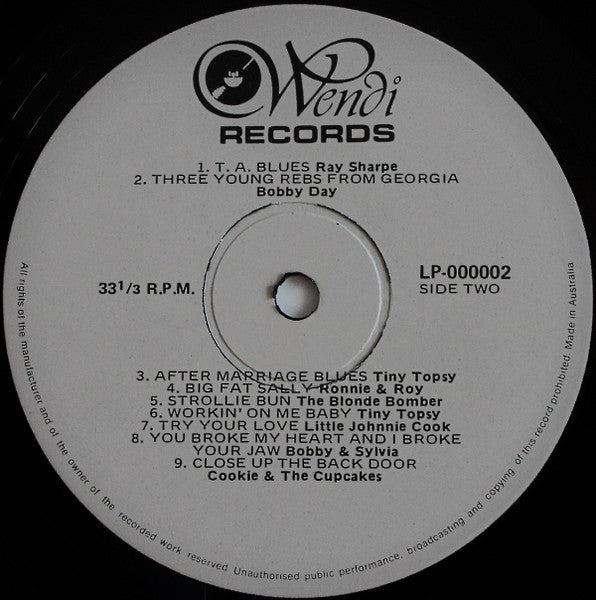 Wendi
RECORDS
1. T. A. BLUES Ray Sharpe
2. THREE YOUNG REBS FROM GEORGIA
Bobby Day
33 1/3 R.P.M.
LP-000002
SIDE TWO
3. AFTER MARRIAGE BLUES Tiny Topsy
4. BIG FAT SALLY Ronnie & Roy
5. STROLLIE BUN The Blonde Bomber
6. WORKIN' ON ME BABY Tiny Topsy
7. TRY YOUR LOVE Little Johnnie Cook
8. YOU BROKE MY HEART AND I BROKE
YOUR JAW Bobby & Sylvia
9. CLOSE UP THE BACK DOOR
Cookie & The Cupcakes
All rights of the manufacturer and of the owner of the recorded work reserved Unauthorised public performance, broadcasting and copying of this record prohibited. Made in Australia